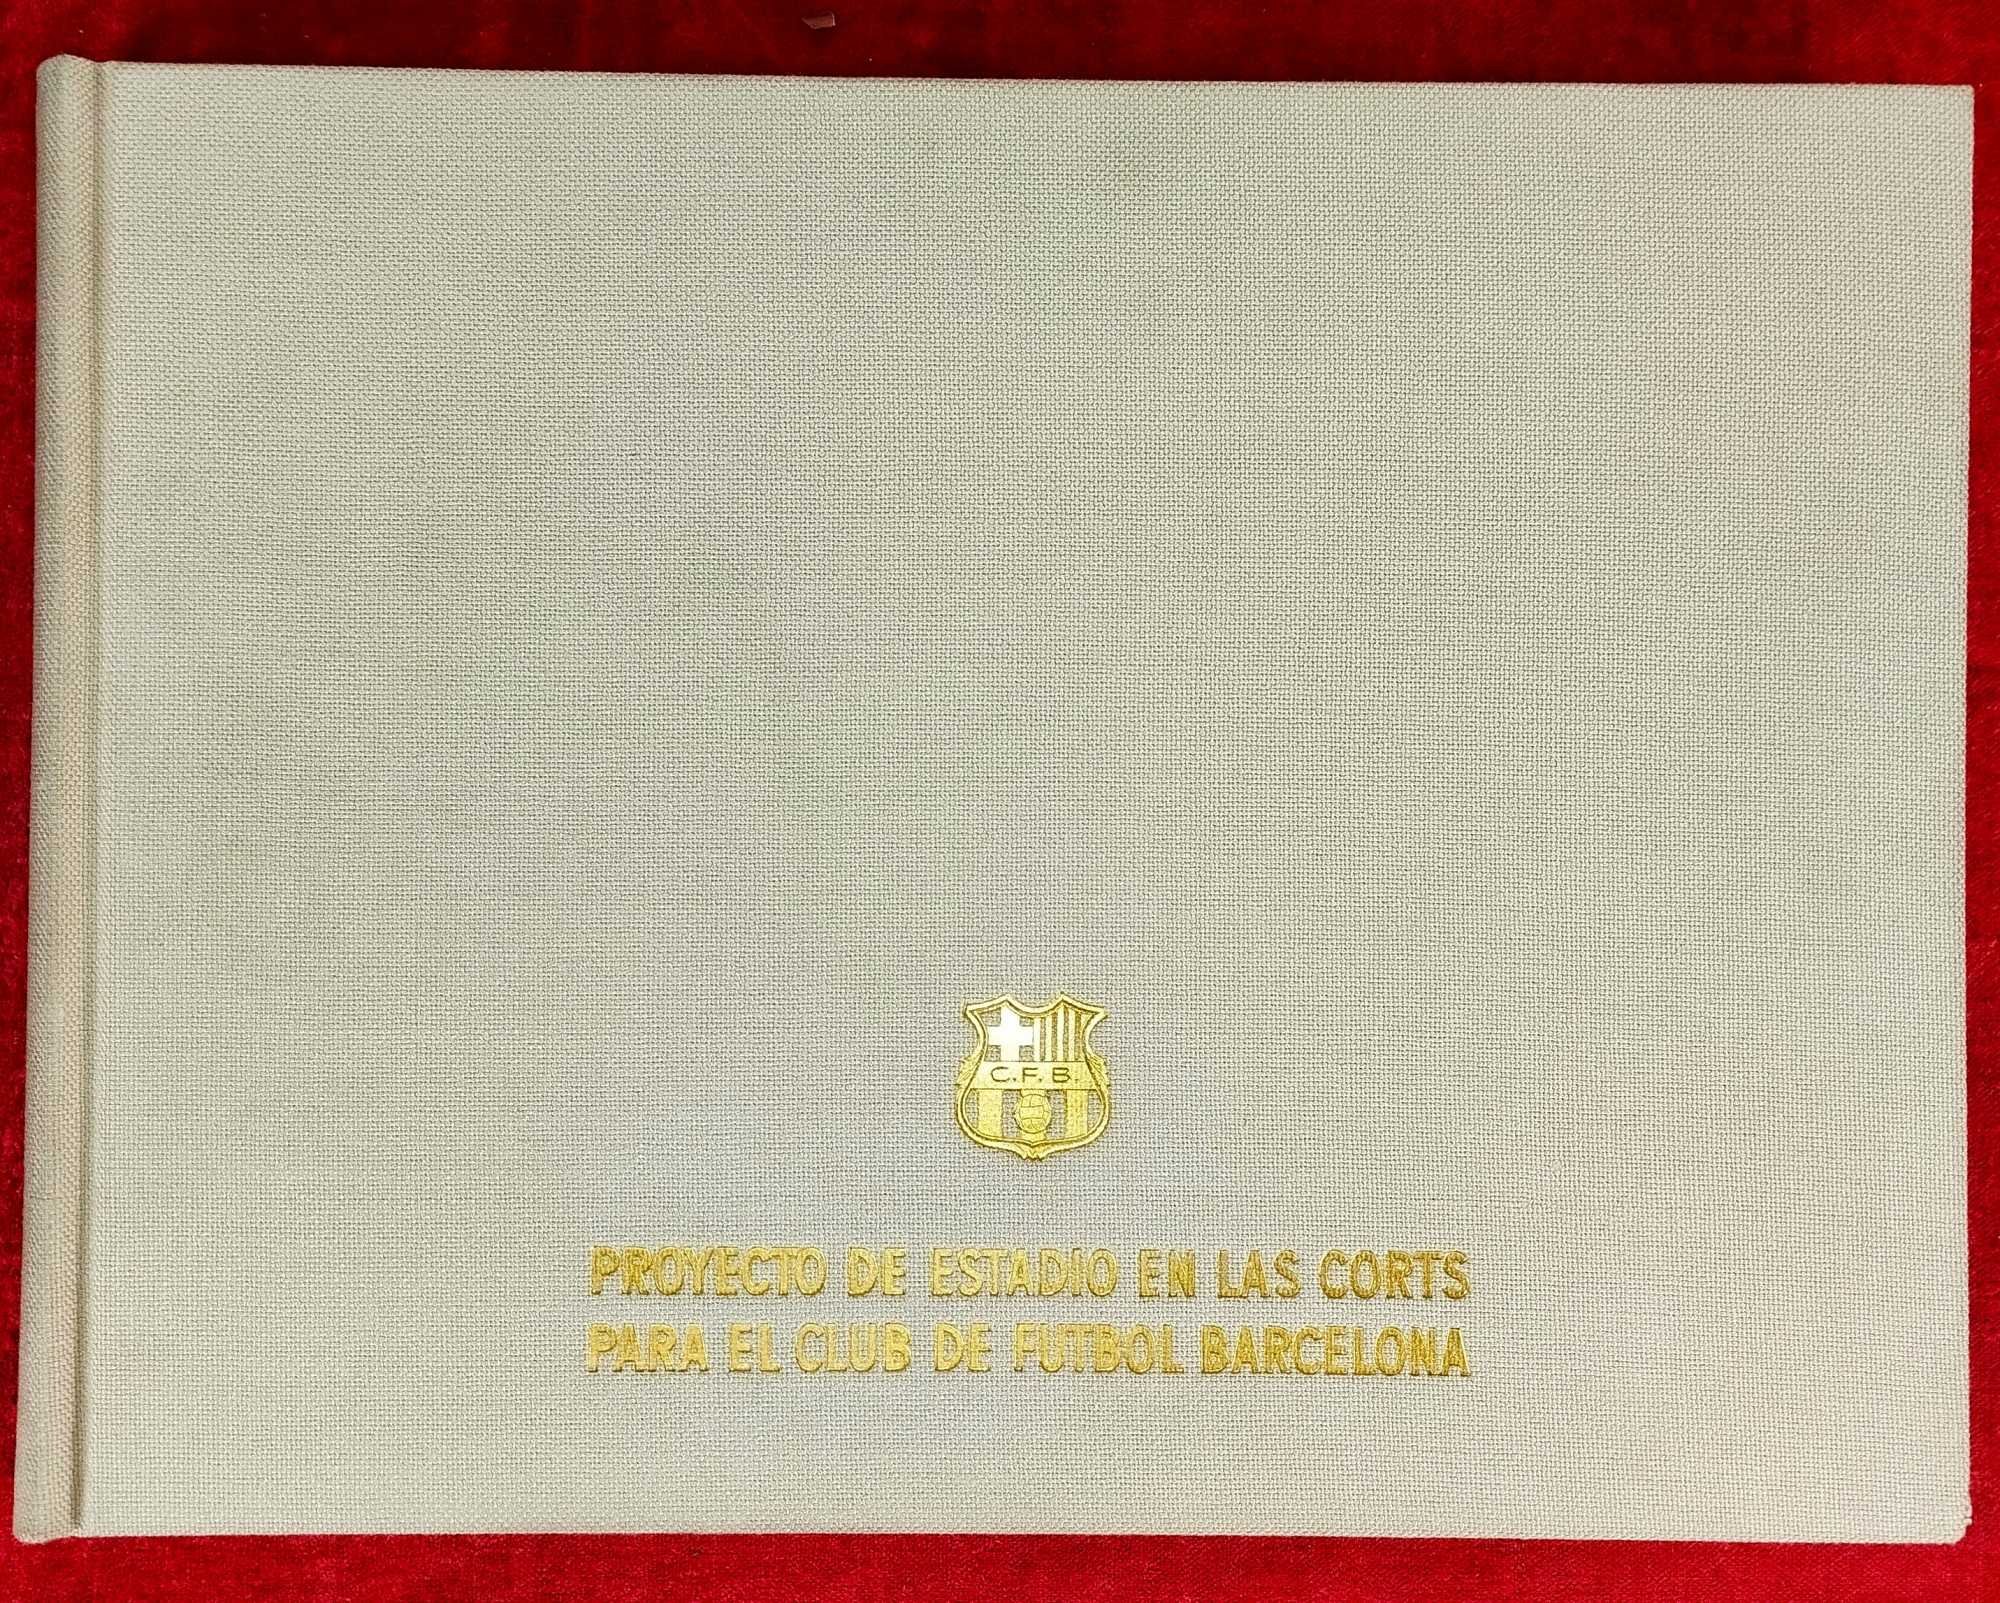 C.F.B.
PROYECTO DE ESTADIO EN LAS CORTS
PARA EL CLUB DE FUTBOL BARCELONA